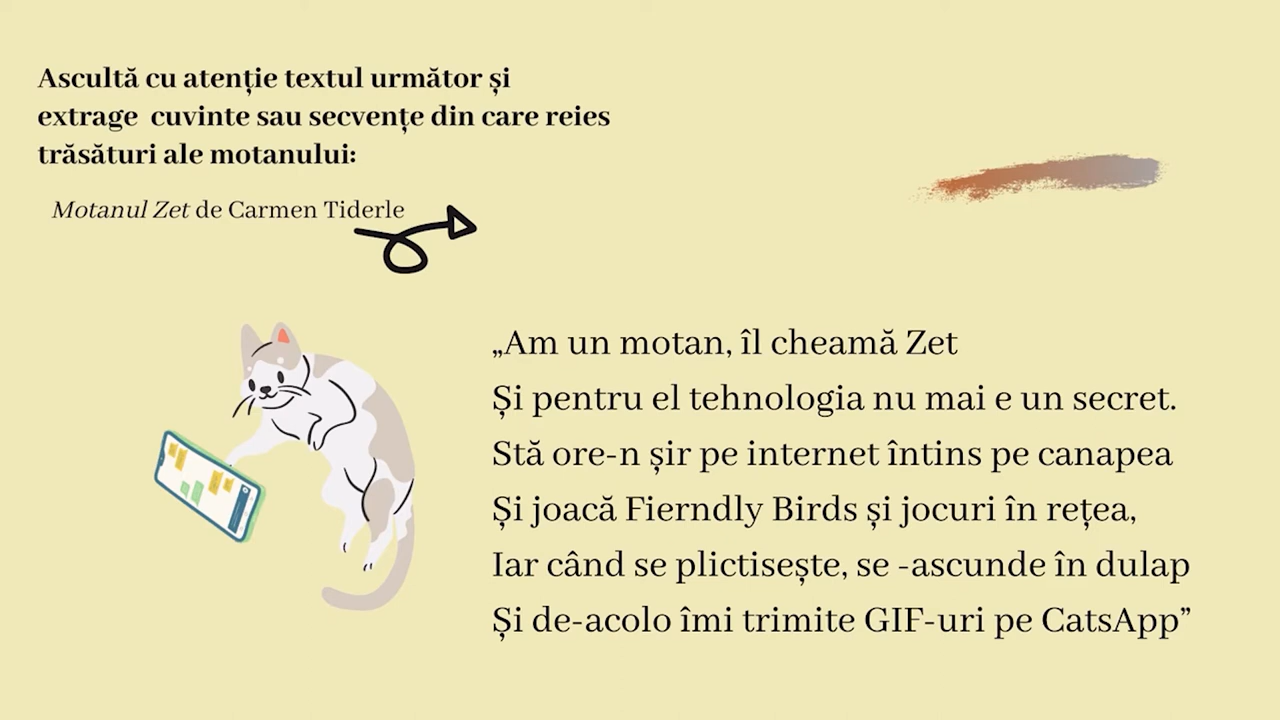 Ascultă cu atenție textul următor și
extrage cuvinte sau secvențe din care reies
trăsături ale motanului:
Motanul Zet de Carmen Tiderle
„Am un motan, îl cheamă Zet
Și pentru el tehnologia nu mai e un secret.
Stă ore-n șir pe internet întins pe canapea
Și joacă Fierndly Birds și jocuri în rețea,
Iar când se plictisește, se -ascunde în dulap
Și de-acolo îmi trimite GIF-uri pe CatsApp”